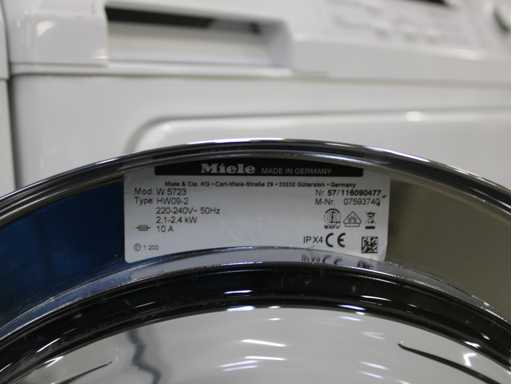 Miele MADE IN GERMANY
Miele & Cie. KG • Carl-Miele-Straße 29 • 33332 Gütersloh • Germany
Mod. W 5723 Nr. 57/116090477
Type: HW09-2 M-Nr. 07593740
220-240V~ 50Hz
2,1-2,4 kW
10 A
IPX4 CE